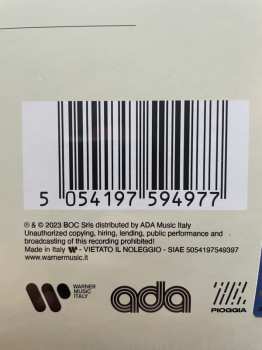 5 054197 594977
℗ & © 2023 BOC Srls distributed by ADA Music Italy
Unauthorized copying, hiring, lending, public performance and
broadcasting of this recording prohibited!
Made in Italy - VIETATO IL NOLEGGIO - SIAE 5054197549397
www.warnermusic.it
WARNER
MUSIC
ITALY
ada
PIOGGIA